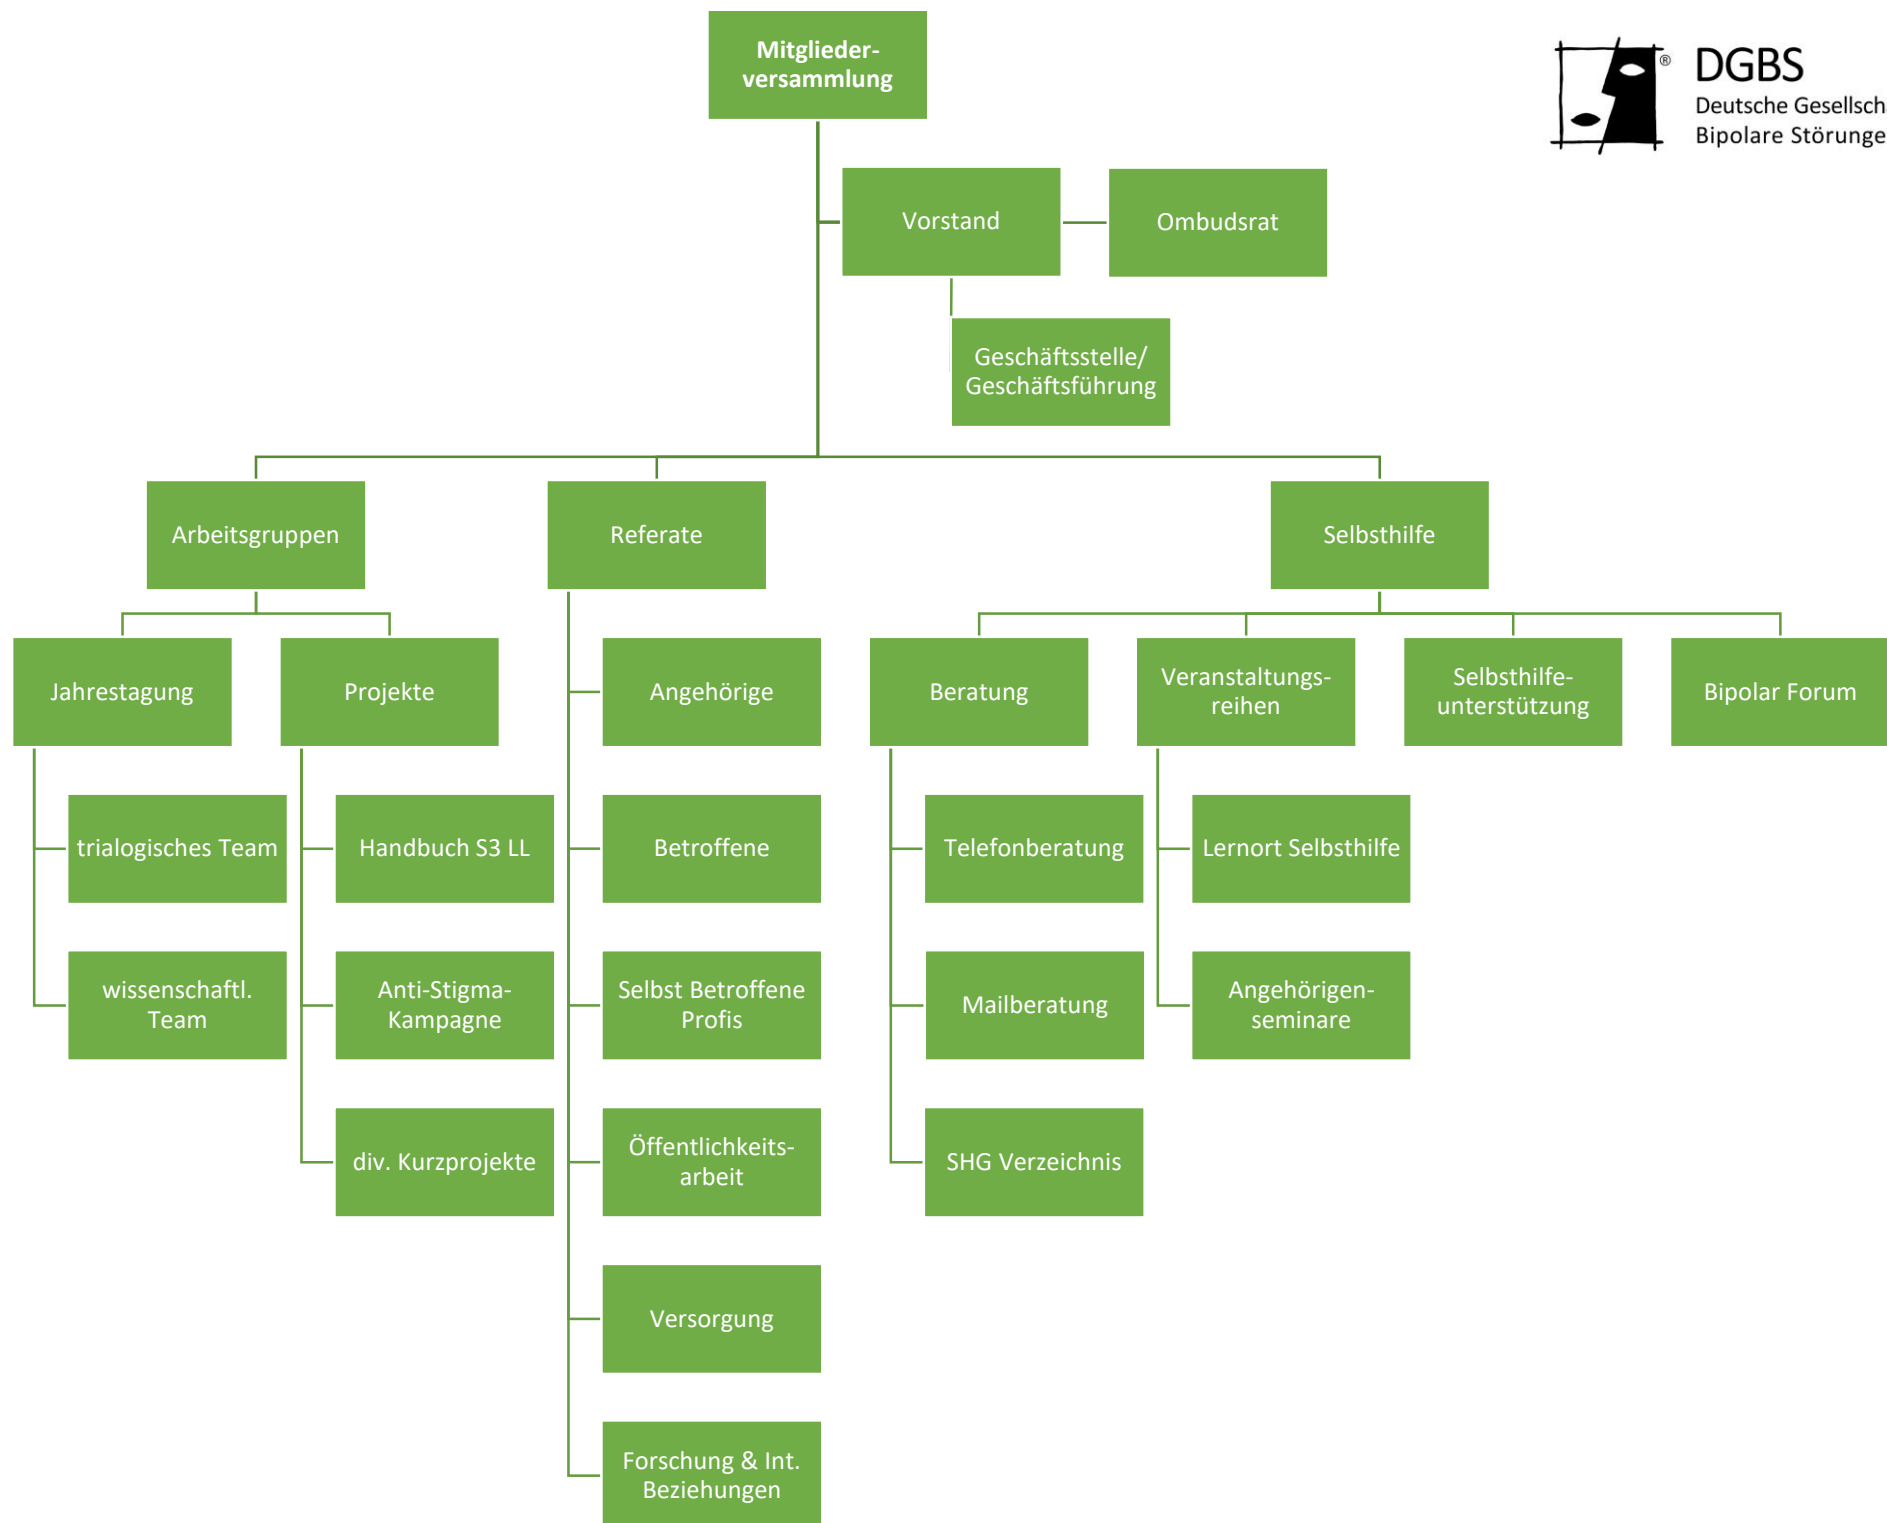 Mitglieder-
versammlung
®
DGBS
Deutsche Gesellsch
Bipolare Störunge
Vorstand
Ombudsrat
Geschäftsstelle/
Geschäftsführung
Arbeitsgruppen
Referate
Selbsthilfe
Jahrestagung
Projekte
Angehörige
Beratung
Veranstaltungs-
reihen
Selbsthilfe-
unterstützung
Bipolar Forum
trialogisches Team
Handbuch S3 LL
Betroffene
Telefonberatung
Lernort Selbsthilfe
wissenschaftl.
Team
Anti-Stigma-
Kampagne
Selbst Betroffene
Profis
Mailberatung
Angehörigen-
seminare
div. Kurzprojekte
Öffentlichkeits-
arbeit
SHG Verzeichnis
Versorgung
Forschung & Int.
Beziehungen